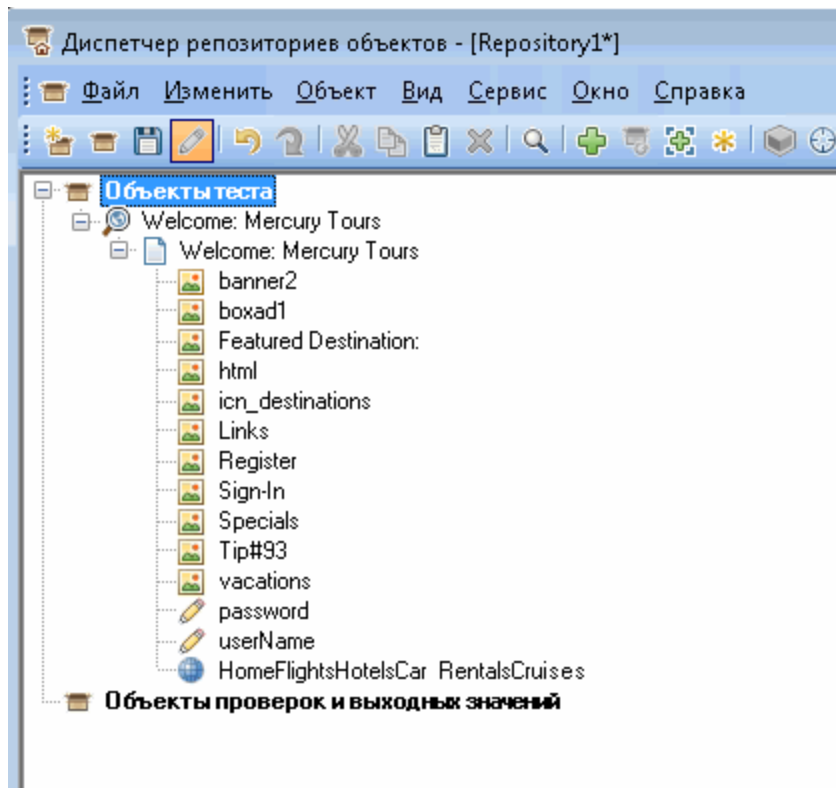 Диспетчер репозиториев объектов - [Repository1*]
Файл Изменить Объект Вид Сервис Окно Справка
Объекты теста
Welcome: Mercury Tours
Welcome: Mercury Tours
banner2
boxad1
Featured Destination:
html
icn_destinations
Links
Register
Sign-In
Specials
Tip#93
vacations
password
userName
HomeFlightsHotelsCar RentalsCruises
Объекты проверок и выходных значений